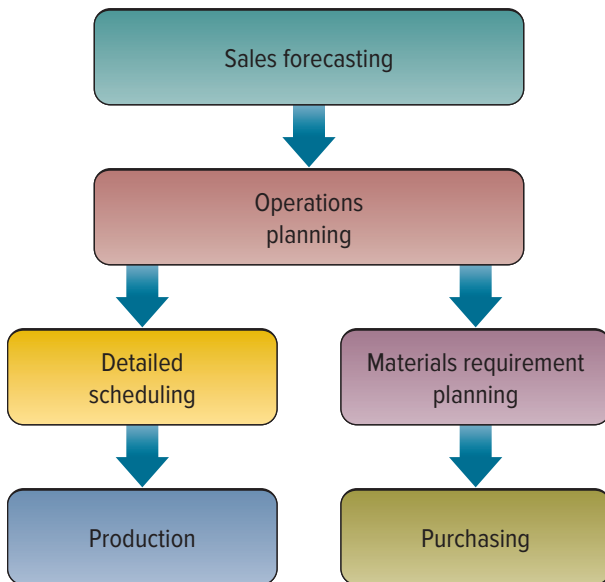 Sales forecasting
Operations
planning
Detailed
scheduling
Materials requirement
planning
Production
Purchasing